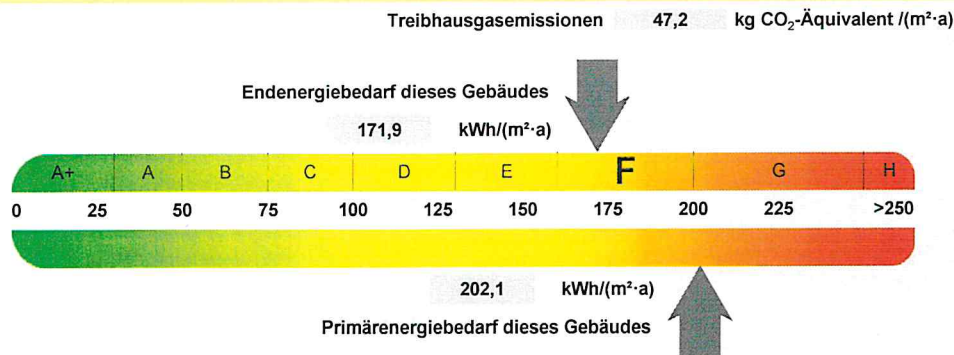 Treibhausgasemissionen 47,2 kg CO₂-Äquivalent /(m²·a)
Endenergiebedarf dieses Gebäudes
171,9 kWh/(m²·a)
A+ A B C D E F G H
0 25 50 75 100 125 150 175 200 225 >250
202,1 kWh/(m²·a)
Primärenergiebedarf dieses Gebäudes